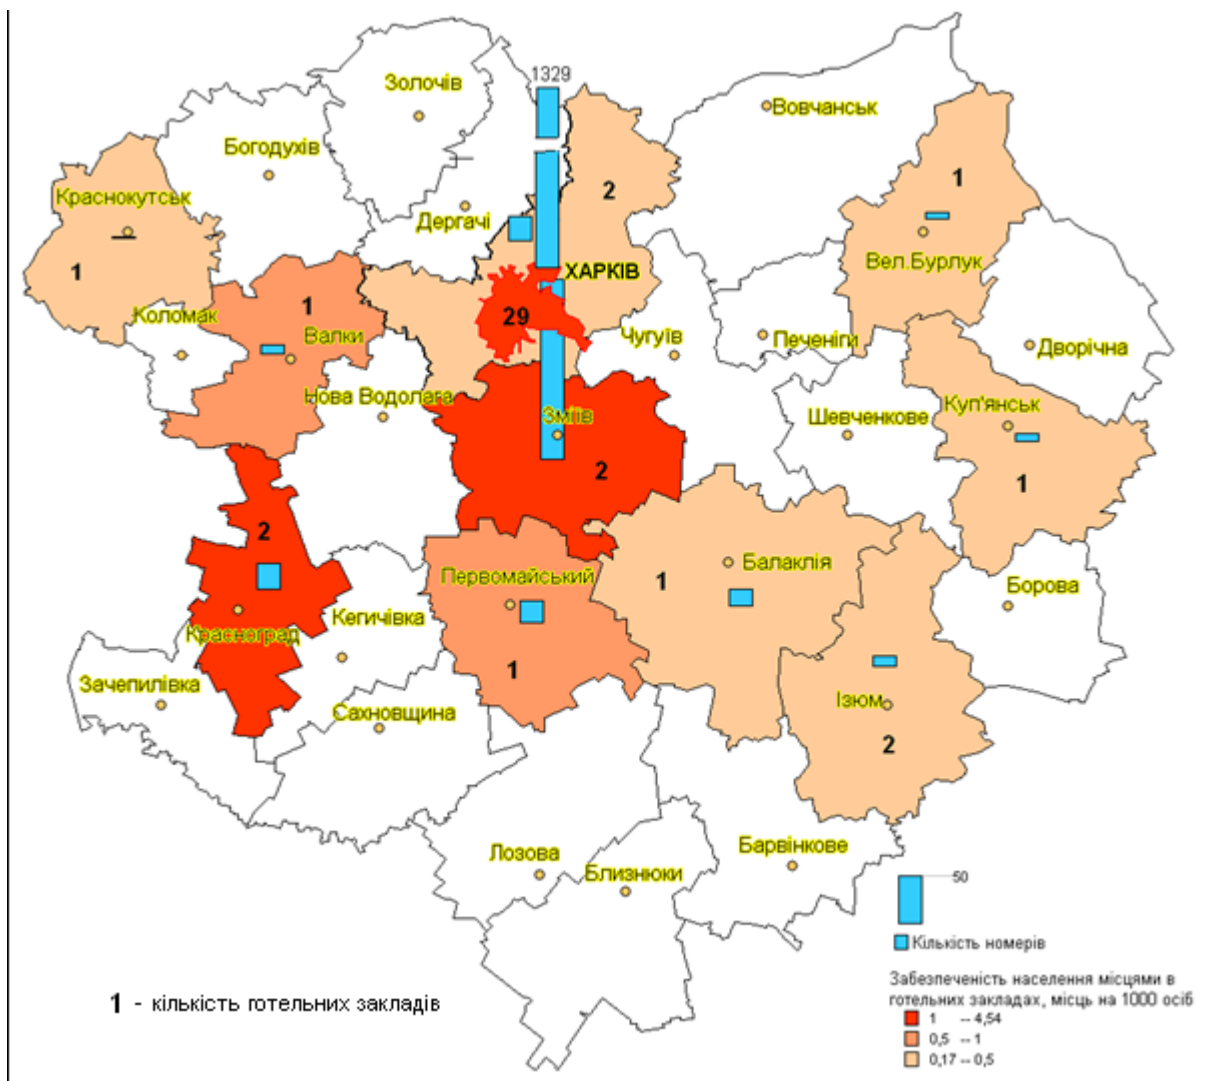 1329
Золочів
Вовчанськ
Богодухів
1
2
Краснокутськ
Дергачі
Вел.Бурлук
ХАРКІВ
1
1
Коломак
29
Валки
Чугуїв
Печеніги
Дворічна
Нова Водолага
Куп'янськ
Зміїв
Шевченкове
2
1
2
Балаклія
Первомайський
1
Борова
Кегичівка
Красноград
1
Зачепилівка
Ізюм
Сахновщина
2
Барвінкове
Лозова
Близнюки
50
Кількість номерів
Забезпеченість населення місцями в
готельних закладах, місць на 1000 осіб
1 - кількість готельних закладів
1 -- 4,54
0,5 -- 1
0,17 -- 0,5